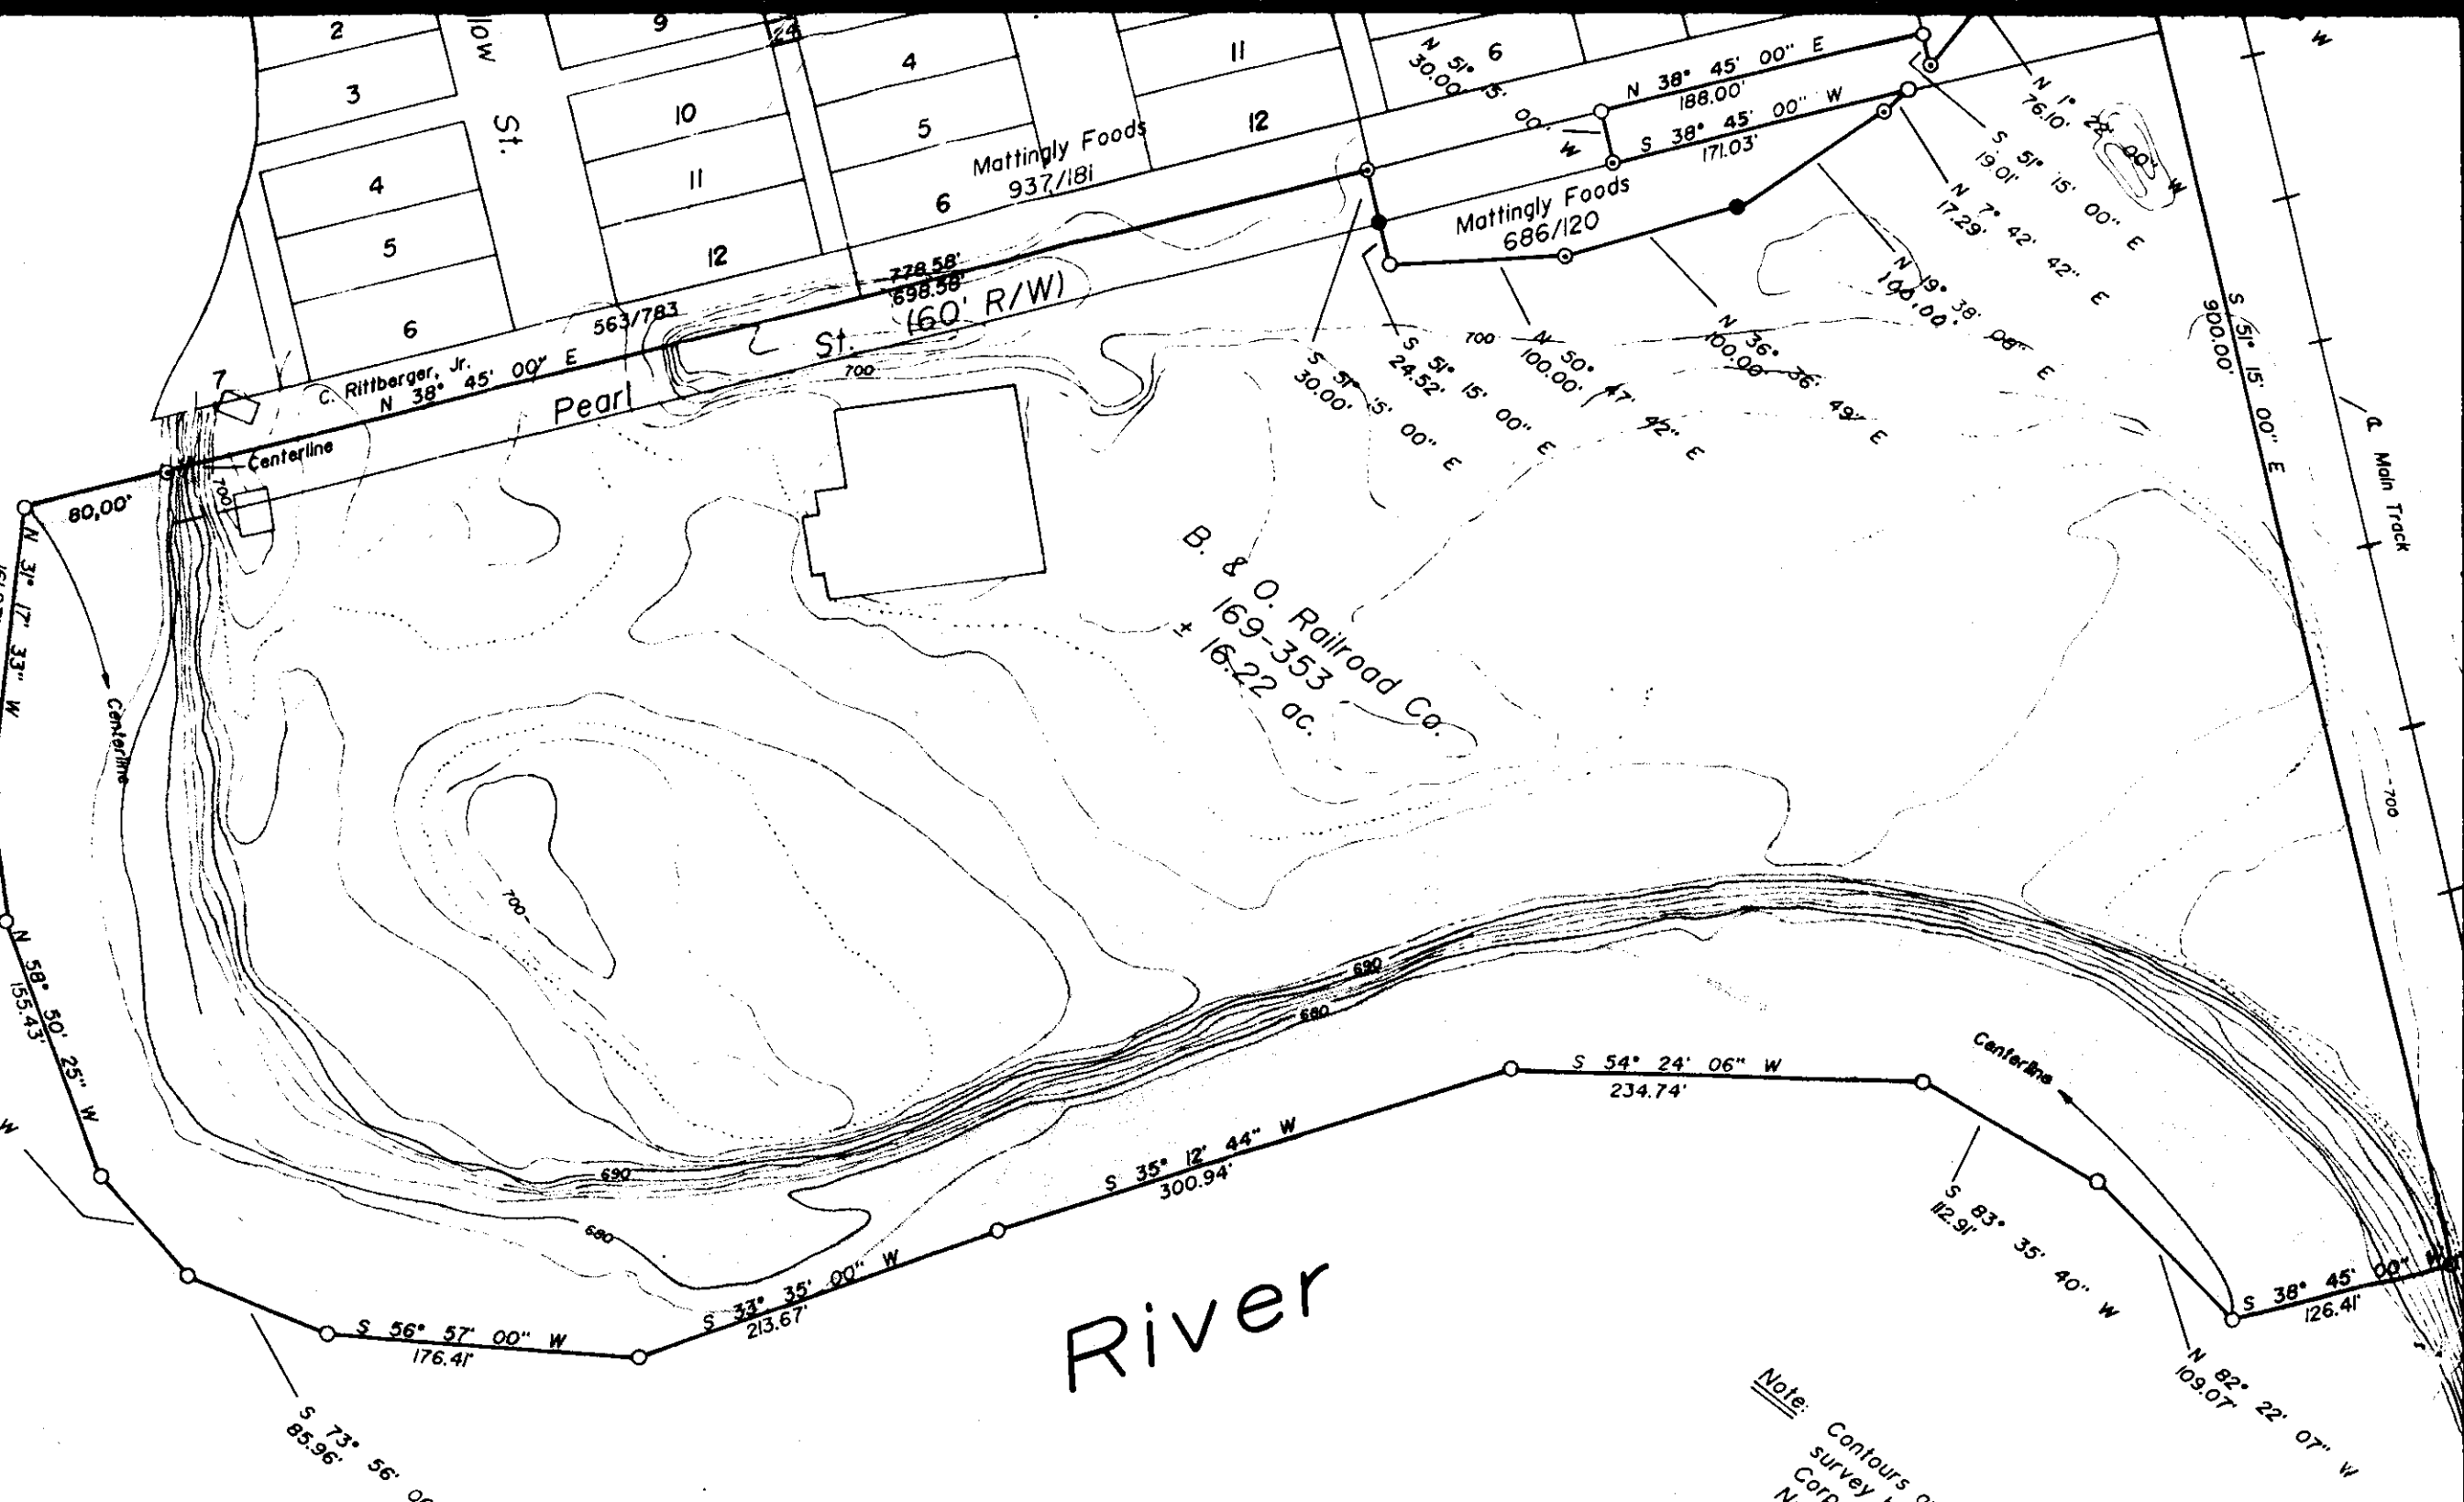 2
3
4
5
6
7
St.
9
24
10
11
12
4
5
6
11
12
6
Mattingly Foods
937/181
N 51° 15' 00" W
30.00'
N 38° 45' 00" E
188.00'
S 38° 45' 00" W
171.03'
Mattingly Foods
686/120
N 1° 22' 00" W
76.10'
S 51° 15' 00" E
19.01'
N 7° 42' 42" E
17.29'
N 19° 38' 08" E
100.00'
N 36° 36' 49" E
100.00'
N 50° 47' 42" E
100.00'
S 51° 15' 00" E
24.52'
S 51° 15' 00" E
30.00'
S 51° 15' 00" E
900.00'
W
℄ Main Track
700
778.58'
698.58'
563/783
C. Rittberger, Jr.
N 38° 45' 00" E
Pearl St. (60' R/W)
700
700
Centerline
80.00'
700
N 31° 17' 33" W
Centerline
B. & O. Railroad Co.
169-353
± 16.22 ac.
700
690
680
690
680
N 58° 50' 25" W
155.43'
W
S 73° 56'
85.96'
S 56° 57' 00" W
176.41'
S 33° 35' 00" W
213.67'
S 35° 12' 44" W
300.94'
S 54° 24' 06" W
234.74'
Centerline
S 83° 35' 40" W
112.91'
N 82° 22' 07" W
109.07'
S 38° 45' 00" W
126.41'
River
Note: Contours
survey